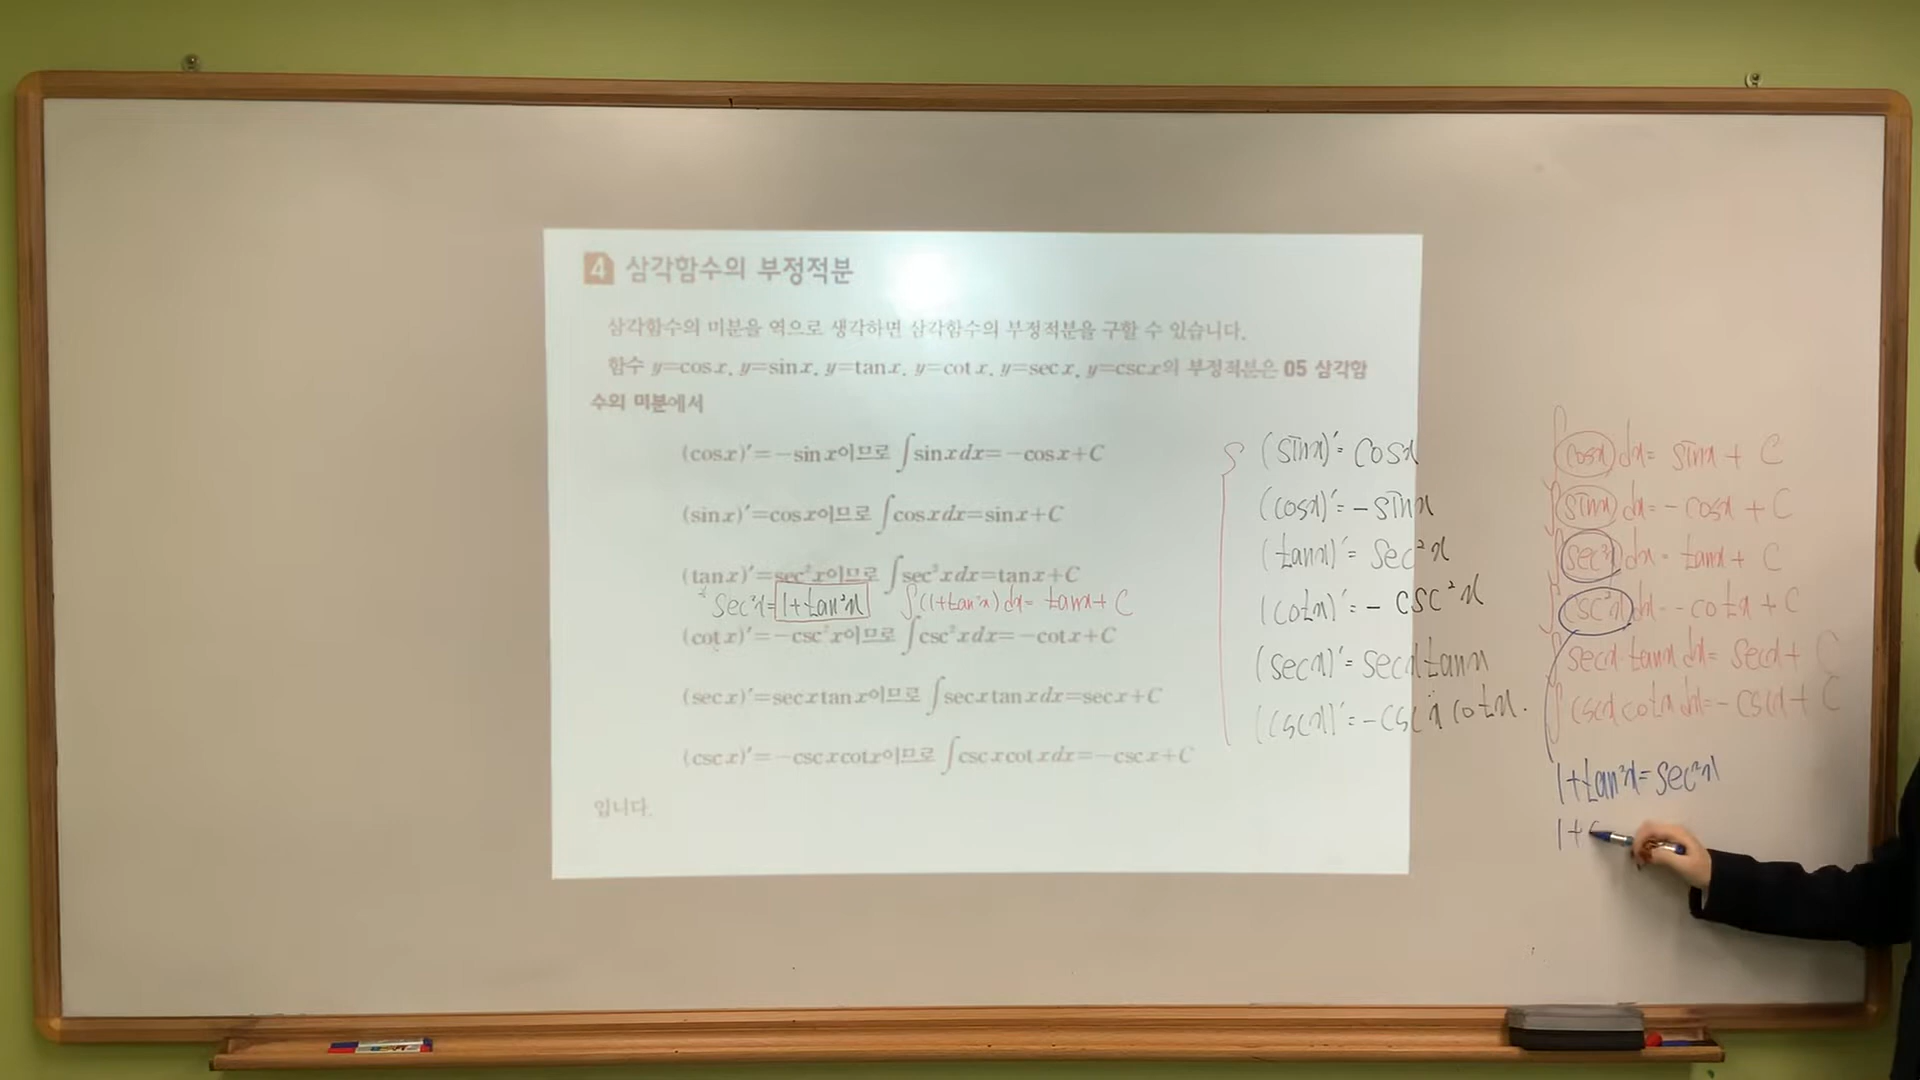 4 삼각함수의 부정적분
삼각함수의 미분을 역으로 생각하면 삼각함수의 부정적분을 구할 수 있습니다.
함수 y=cos x, y=sin x, y=tan x, y=cot x, y=sec x, y=csc x의 부정적분은 05 삼각함
수의 미분에서
(cos x)′=−sin x이므로 ∫sin x dx=−cos x+C
(sin x)′=cos x이므로 ∫cos x dx=sin x+C
(tan x)′=sec²x이므로 ∫sec²x dx=tan x+C
* sec²x=1+tan²x ∫(1+tan²x)dx= tanx+C
(cot x)′=−csc²x이므로 ∫csc²x dx=−cot x+C
(sec x)′=sec x tan x이므로 ∫sec x tan x dx=sec x+C
(csc x)′=−csc x cot x이므로 ∫csc x cot x dx=−csc x+C
입니다.
∫
(sinx)′= cosx
(cosx)′= −sinx
(tanx)′= sec²x
(cotx)′= − csc²x
(secx)′= secxtanx
(cscx)′= −cscx cotx.
∫cosx dx= sinx + C
∫sinx dx= − cosx + C
∫sec²x dx= tanx + C
∫csc²x dx= −cotx + C
∫secx tanx dx= secx + C
∫cscx cotx dx= −cscx + C
1+tan²x= sec²x
1+c